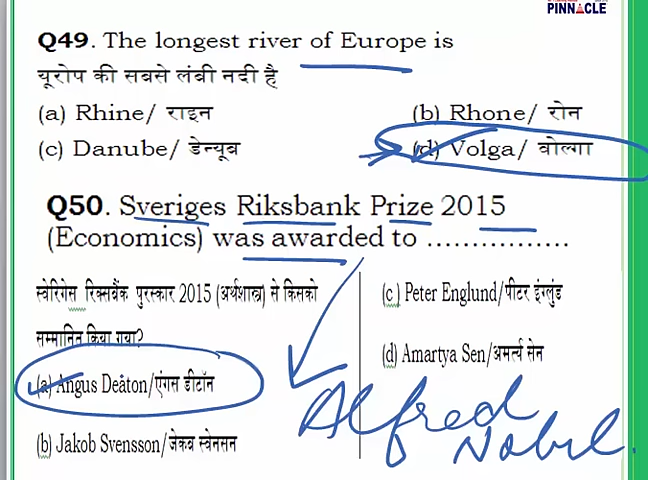 PINNACLE
Q49. The longest river of Europe is
यूरोप की सबसे लंबी नदी है
(a) Rhine/ राइन
(b) Rhone/ रोन
(c) Danube/ डेन्यूब
(d) Volga/ वोल्गा
Q50. Sveriges Riksbank Prize 2015
(Economics) was awarded to ................
स्वेरिगेस रिक्सबैंक पुरस्कार 2015 (अर्थशास्त्र) से किसको
सम्मानित किया गया?
(a) Angus Deaton/एंगस डीटॉन
(b) Jakob Svensson/जेकब स्वेनसन
(c) Peter Englund/पीटर इंग्लुंड
(d) Amartya Sen/अमर्त्य सेन
Alfred
Nobel.